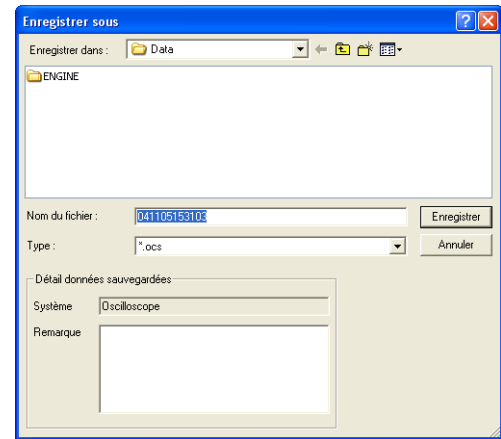 Enregistrer sous
Enregistrer dans :
Data
ENGINE
Nom du fichier :
041105153103
Enregistrer
Type :
*.ocs
Annuler
Détail données sauvegardées
Système
Oscilloscope
Remarque